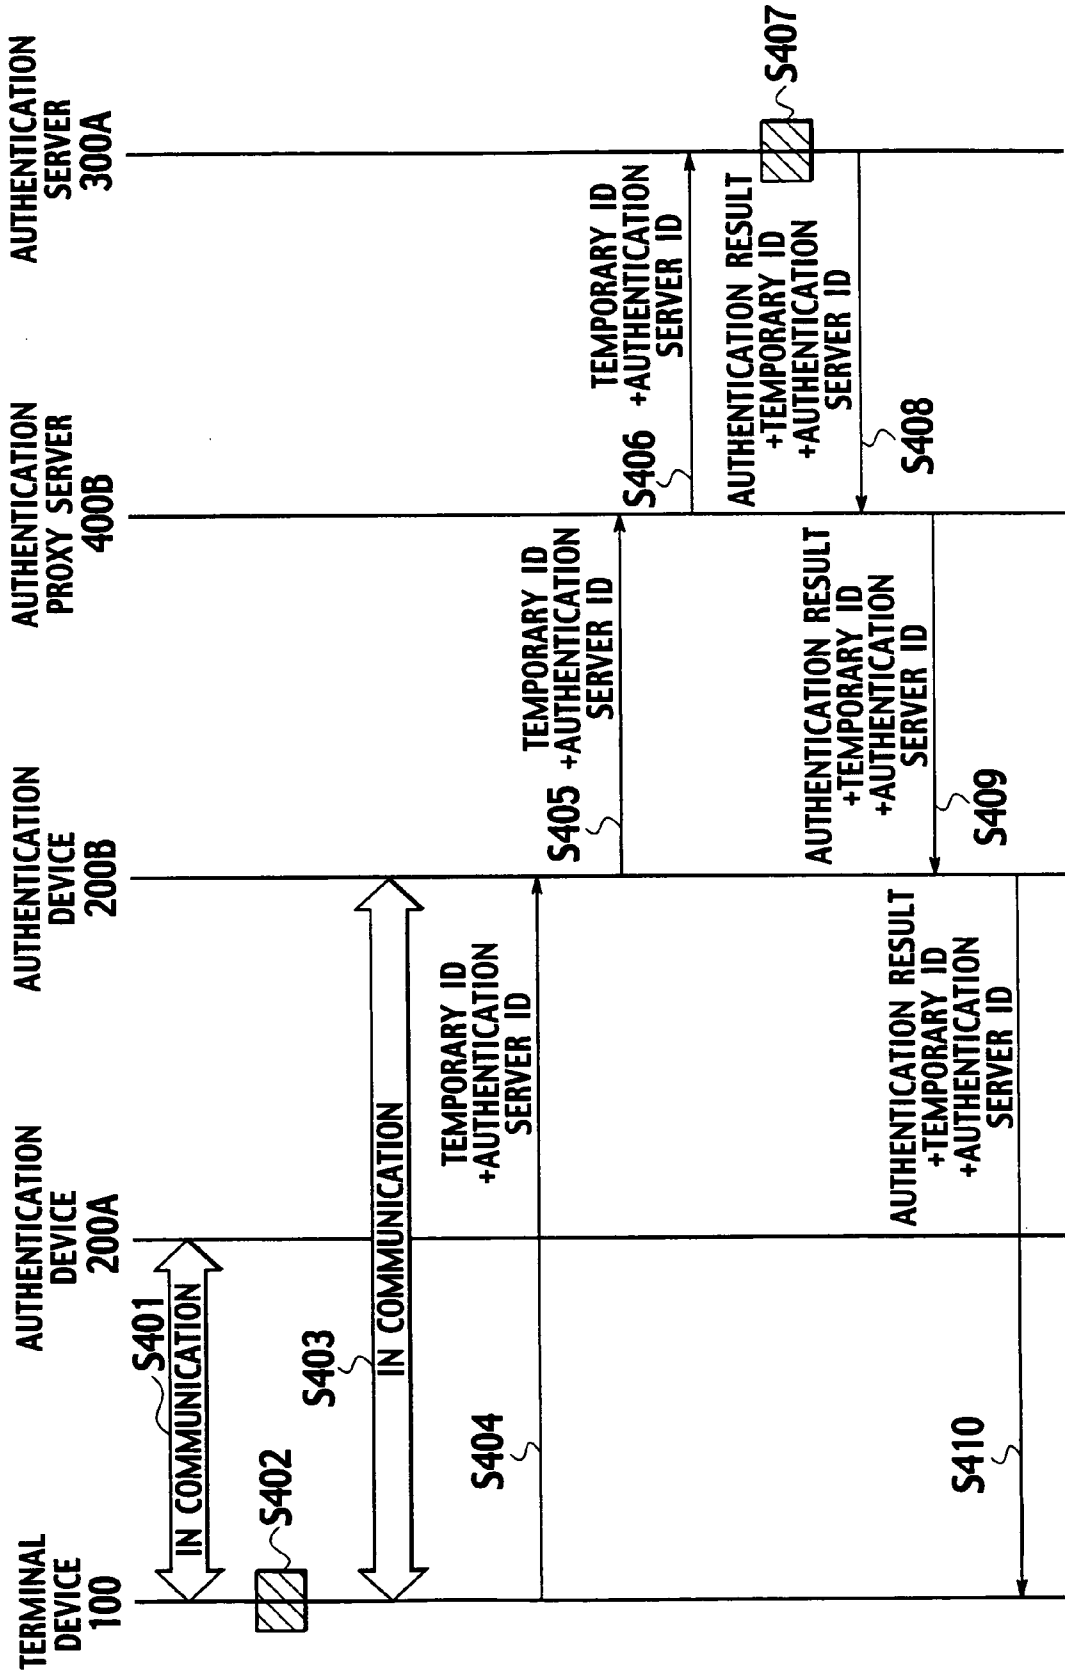 TERMINAL
DEVICE
100
AUTHENTICATION
DEVICE
200A
AUTHENTICATION
DEVICE
200B
AUTHENTICATION
PROXY SERVER
400B
AUTHENTICATION
SERVER
300A
S401
IN COMMUNICATION
S402
S403
IN COMMUNICATION
S404
TEMPORARY ID
+AUTHENTICATION
SERVER ID
S405
TEMPORARY ID
+AUTHENTICATION
SERVER ID
S406
TEMPORARY ID
+AUTHENTICATION
SERVER ID
S407
AUTHENTICATION RESULT
+TEMPORARY ID
+AUTHENTICATION
SERVER ID
S408
AUTHENTICATION RESULT
+TEMPORARY ID
+AUTHENTICATION
SERVER ID
S409
AUTHENTICATION RESULT
+TEMPORARY ID
+AUTHENTICATION
SERVER ID
S410